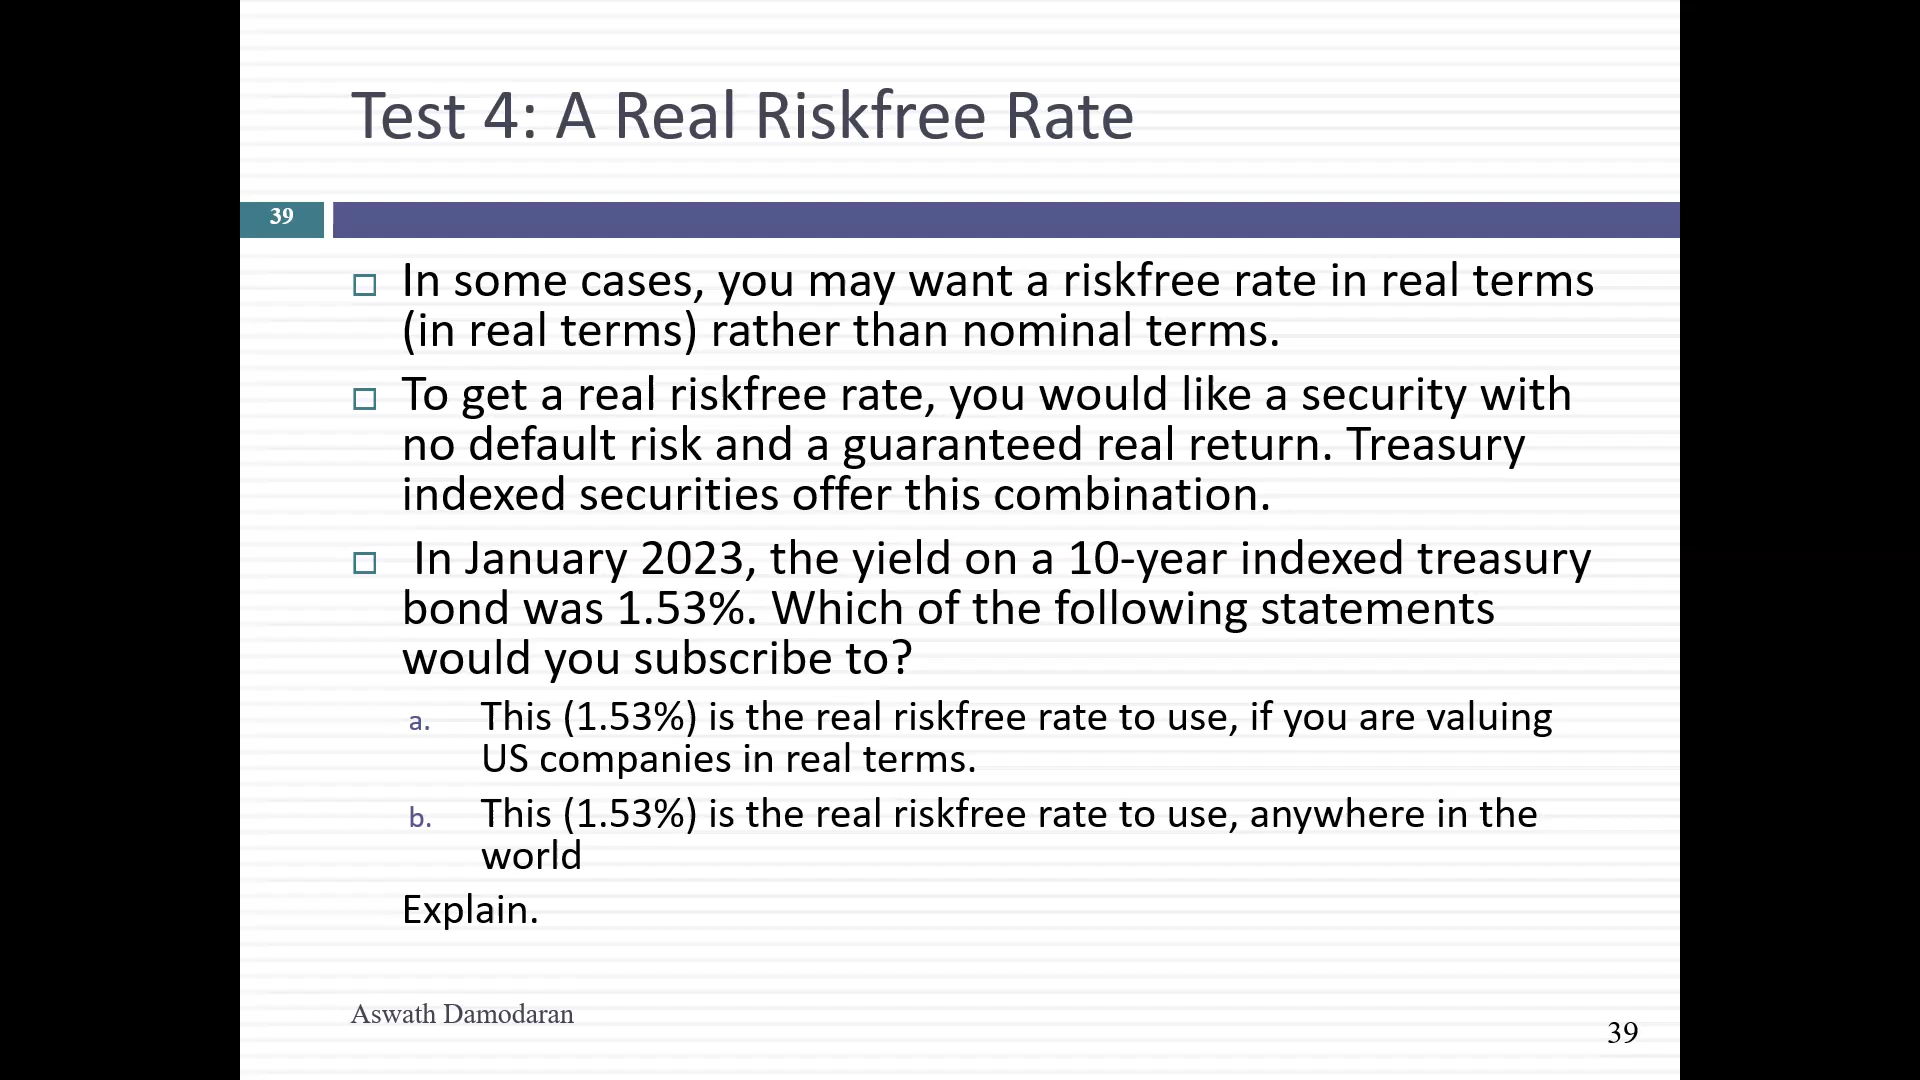 Test 4: A Real Riskfree Rate
39
In some cases, you may want a riskfree rate in real terms
(in real terms) rather than nominal terms.
To get a real riskfree rate, you would like a security with
no default risk and a guaranteed real return. Treasury
indexed securities offer this combination.
In January 2023, the yield on a 10-year indexed treasury
bond was 1.53%. Which of the following statements
would you subscribe to?
a. This (1.53%) is the real riskfree rate to use, if you are valuing
US companies in real terms.
b. This (1.53%) is the real riskfree rate to use, anywhere in the
world
Explain.
Aswath Damodaran
39